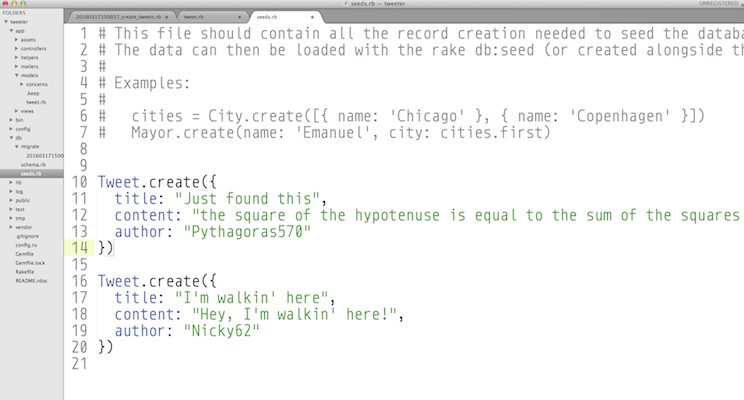 seeds.rb — tweeter
UNREGISTERED
FOLDERS
tweeter
app
assets
controllers
helpers
mailers
models
concerns
.keep
tweet.rb
views
bin
config
db
migrate
201603171500
schema.rb
seeds.rb
lib
log
public
test
tmp
vendor
.gitignore
config.ru
Gemfile
Gemfile.lock
Rakefile
README.rdoc
20160317150037_create_tweets.rb
tweet.rb
seeds.rb
1 # This file should contain all the record creation needed to seed the databa
2 # The data can then be loaded with the rake db:seed (or created alongside th
3 #
4 # Examples:
5 #
6 #   cities = City.create([{ name: 'Chicago' }, { name: 'Copenhagen' }])
7 #   Mayor.create(name: 'Emanuel', city: cities.first)
8
9
10 Tweet.create({
11   title: "Just found this",
12   content: "the square of the hypotenuse is equal to the sum of the squares
13   author: "Pythagoras570"
14 })
15
16 Tweet.create({
17   title: "I'm walkin' here",
18   content: "Hey, I'm walkin' here!",
19   author: "Nicky62"
20 })
21